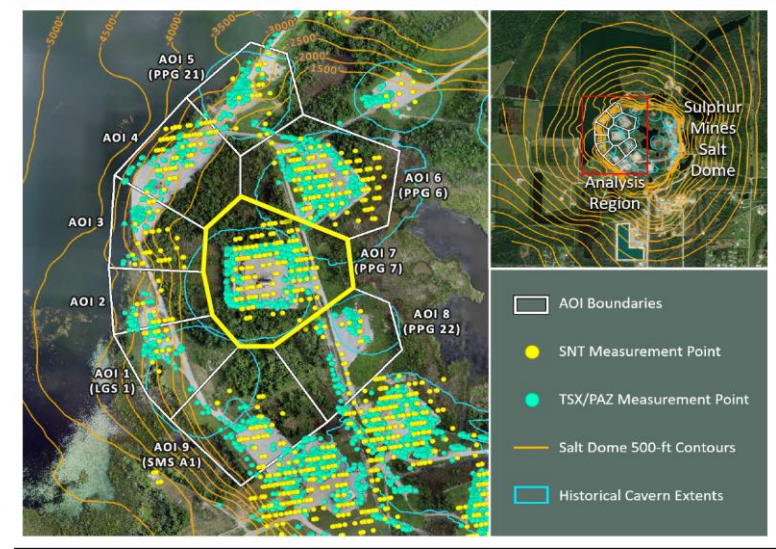 -5000
-4500
-4000
-3500
-3000
-2500
-2000
-1500
AOI 5
(PPG 21)
AOI 4
AOI 3
AOI 2
AOI 1
(LGS 1)
AOI 9
(SMS A1)
AOI 6
(PPG 6)
AOI 7
(PPG 7)
AOI 8
(PPG 22)
Sulphur
Mines
Salt
Dome
Analysis
Region
AOI Boundaries
SNT Measurement Point
TSX/PAZ Measurement Point
Salt Dome 500-ft Contours
Historical Cavern Extents